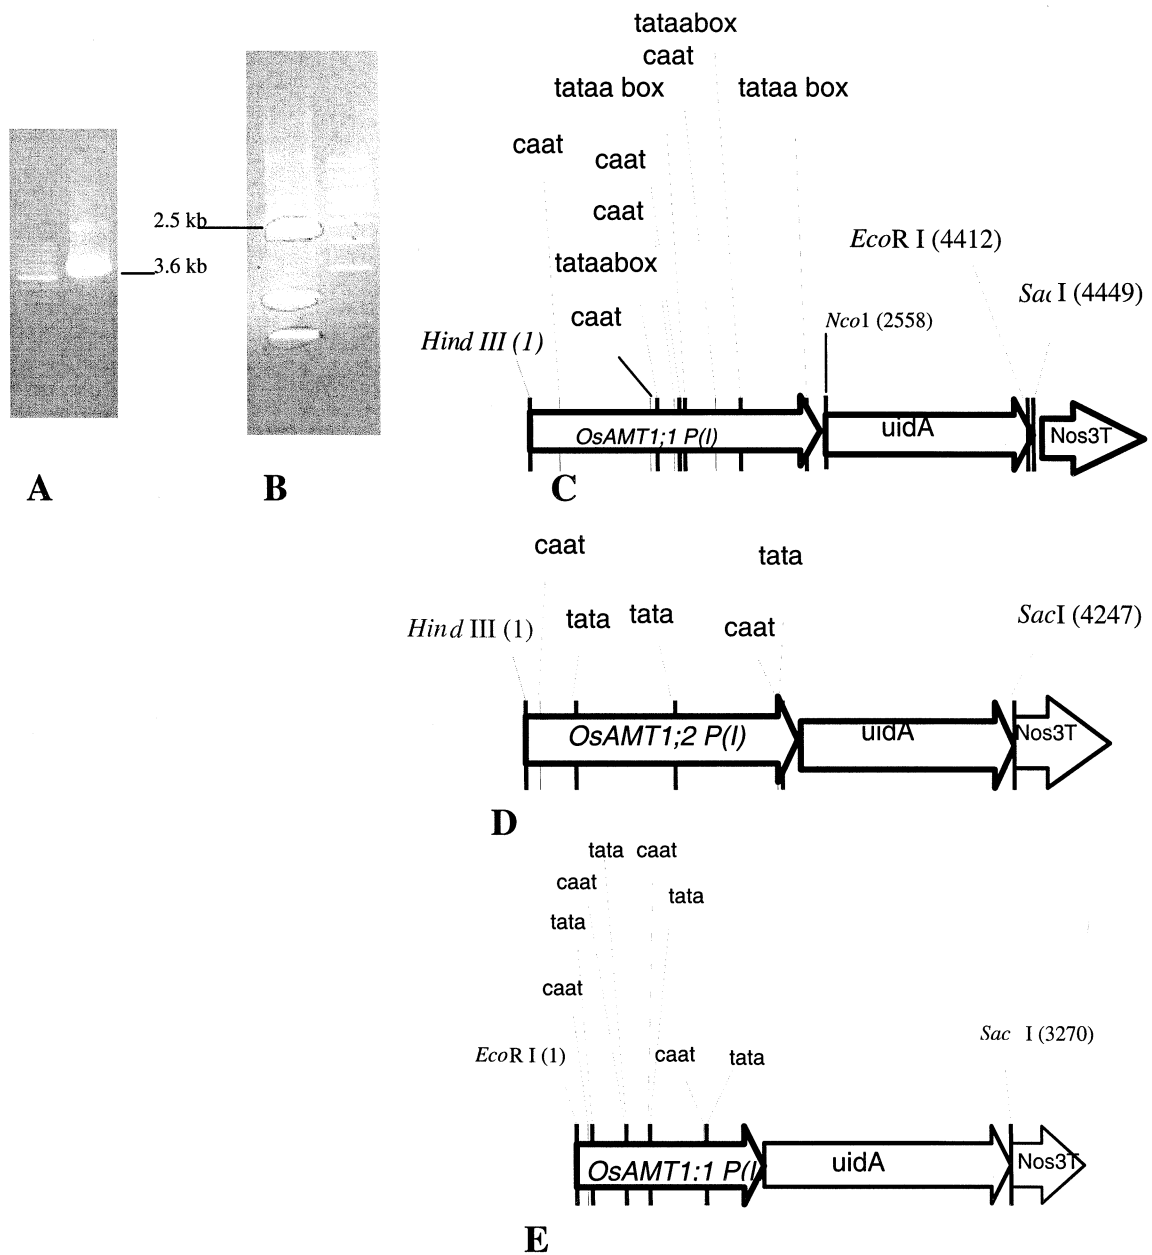 tataabox
caat
tataa box
tataa box
caat
caat
caat
tataabox
caat
2.5 kb
3.6 kb
EcoR I (4412)
Sac I (4449)
Nco1 (2558)
Hind III (1)
OsAMT1;1 P(I)
uidA
Nos3T
A
B
C
caat
tata
Hind III (1)
tata
tata
caat
SacI (4247)
OsAMT1;2 P(I)
uidA
Nos3T
D
tata
caat
caat
tata
tata
caat
EcoR I (1)
caat
tata
Sac I (3270)
OsAMT1:1 P(I
uidA
Nos3T
E